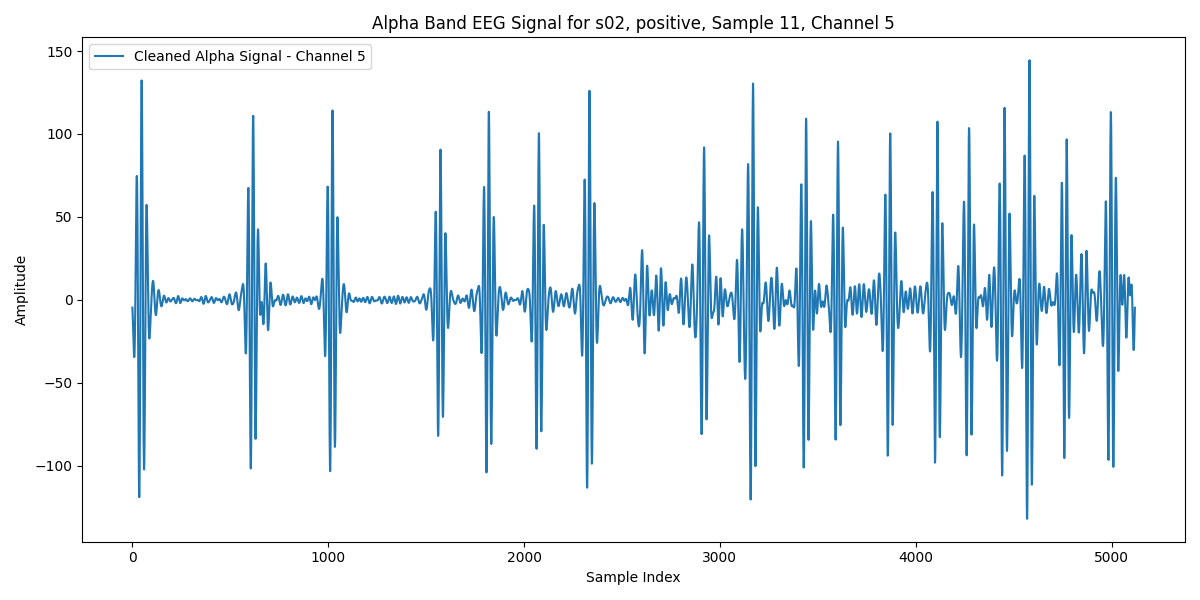 Alpha Band EEG Signal for s02, positive, Sample 11, Channel 5
Cleaned Alpha Signal - Channel 5
150
100
50
0
−50
−100
Amplitude
0 1000 2000 3000 4000 5000
Sample Index